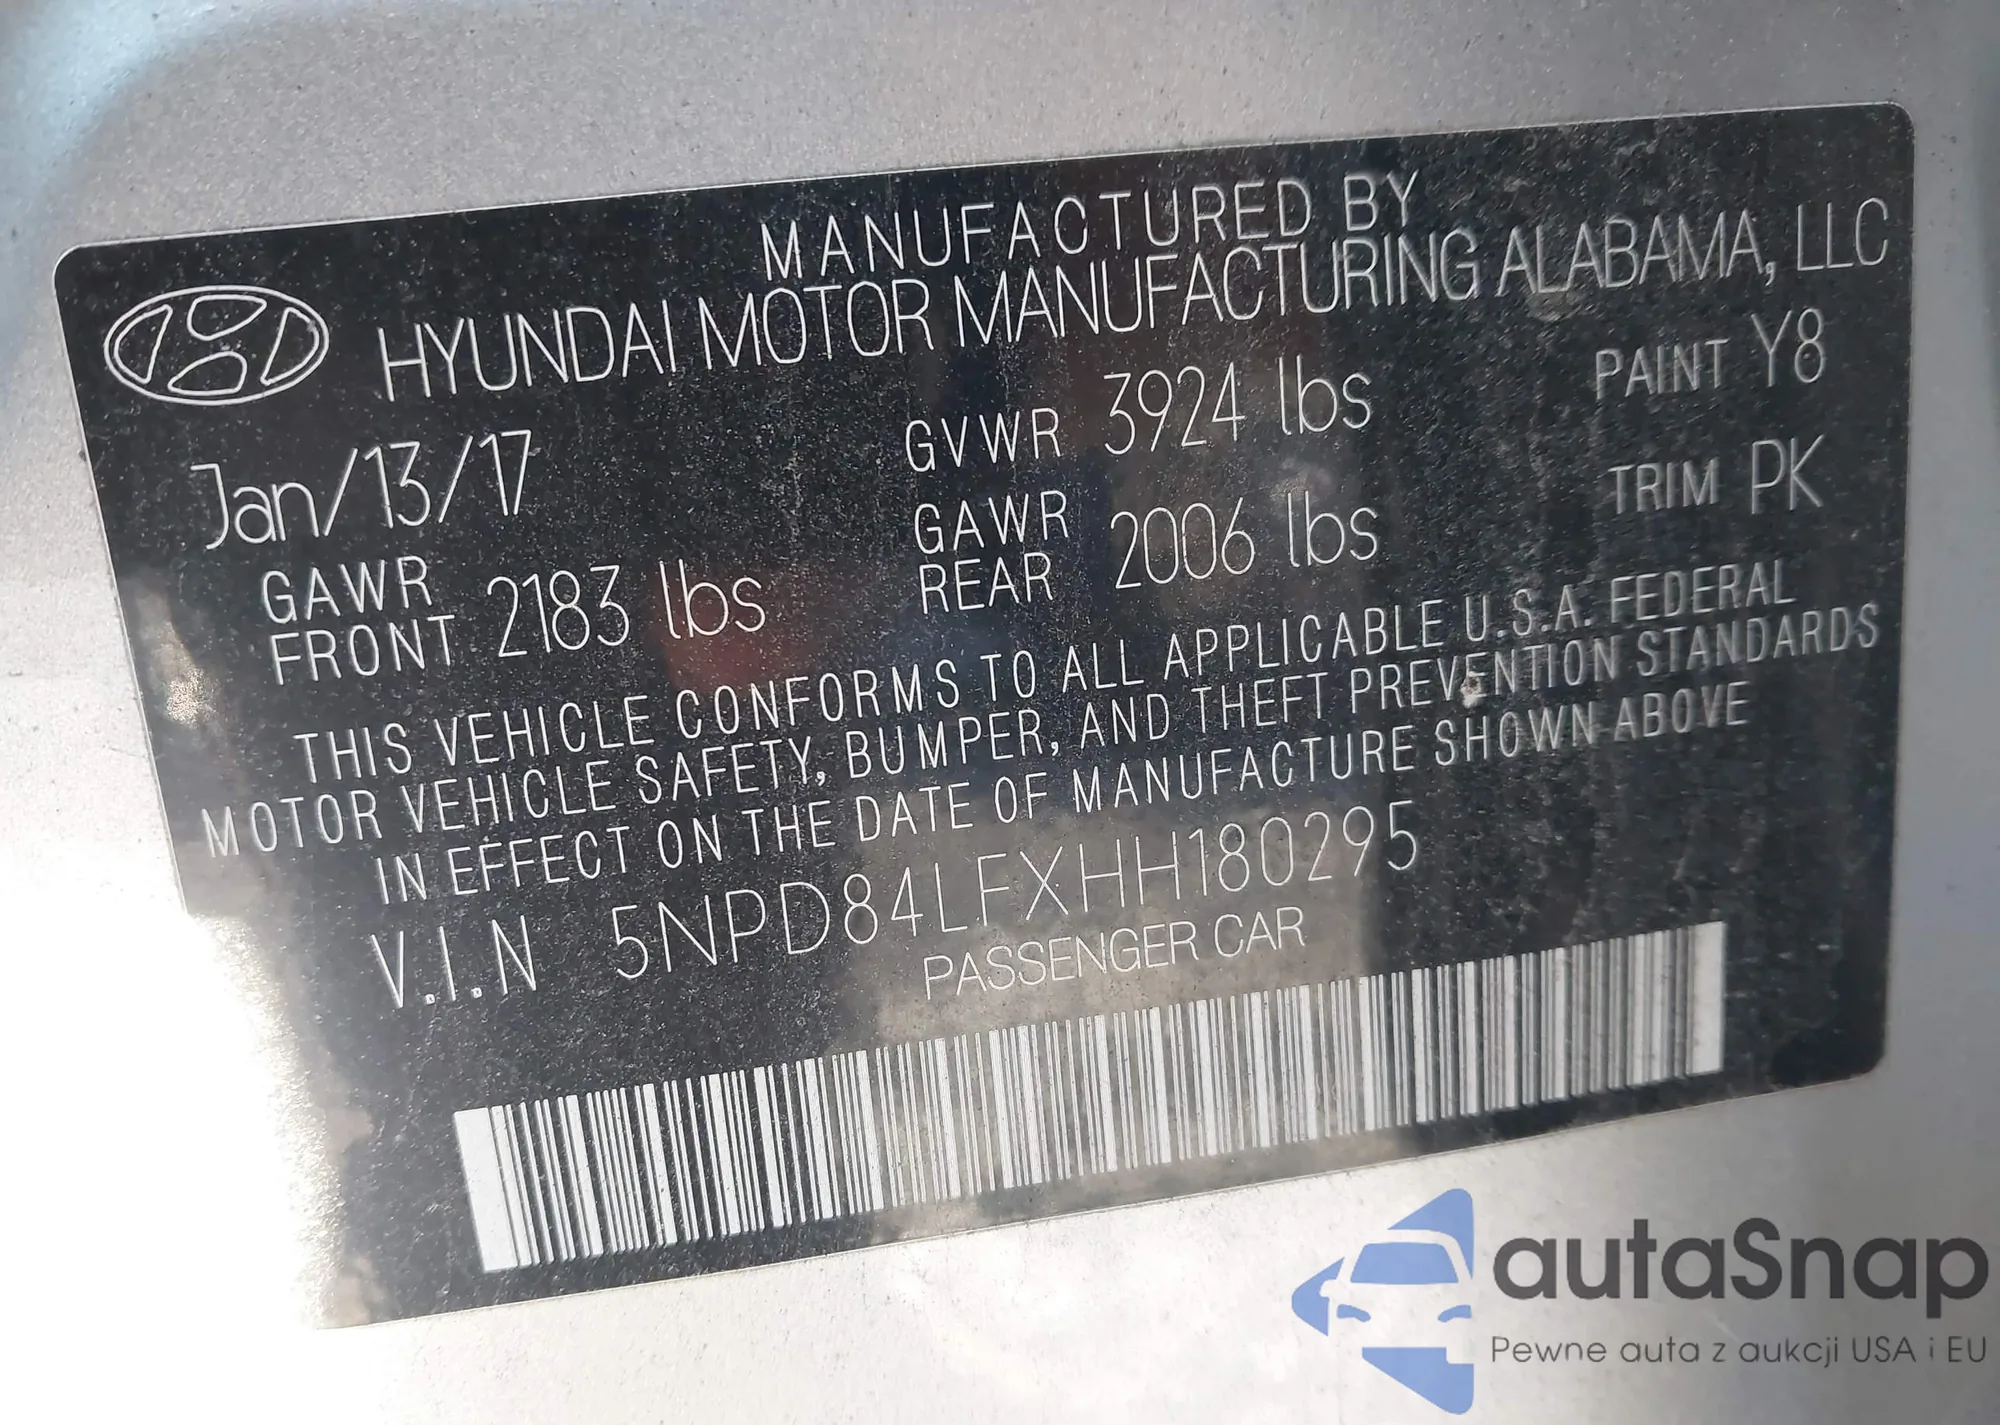 MANUFACTURED BY
HYUNDAI MOTOR MANUFACTURING ALABAMA, LLC
Jan/13/17 GVWR 3924 lbs PAINT Y8
GAWR FRONT 2183 lbs GAWR REAR 2006 lbs TRIM PK
THIS VEHICLE CONFORMS TO ALL APPLICABLE U.S.A. FEDERAL
MOTOR VEHICLE SAFETY, BUMPER, AND THEFT PREVENTION STANDARDS
IN EFFECT ON THE DATE OF MANUFACTURE SHOWN ABOVE
V.I.N 5NPD84LFXHH180295
PASSENGER CAR
autaSnap
Pewne auta z aukcji USA i EU